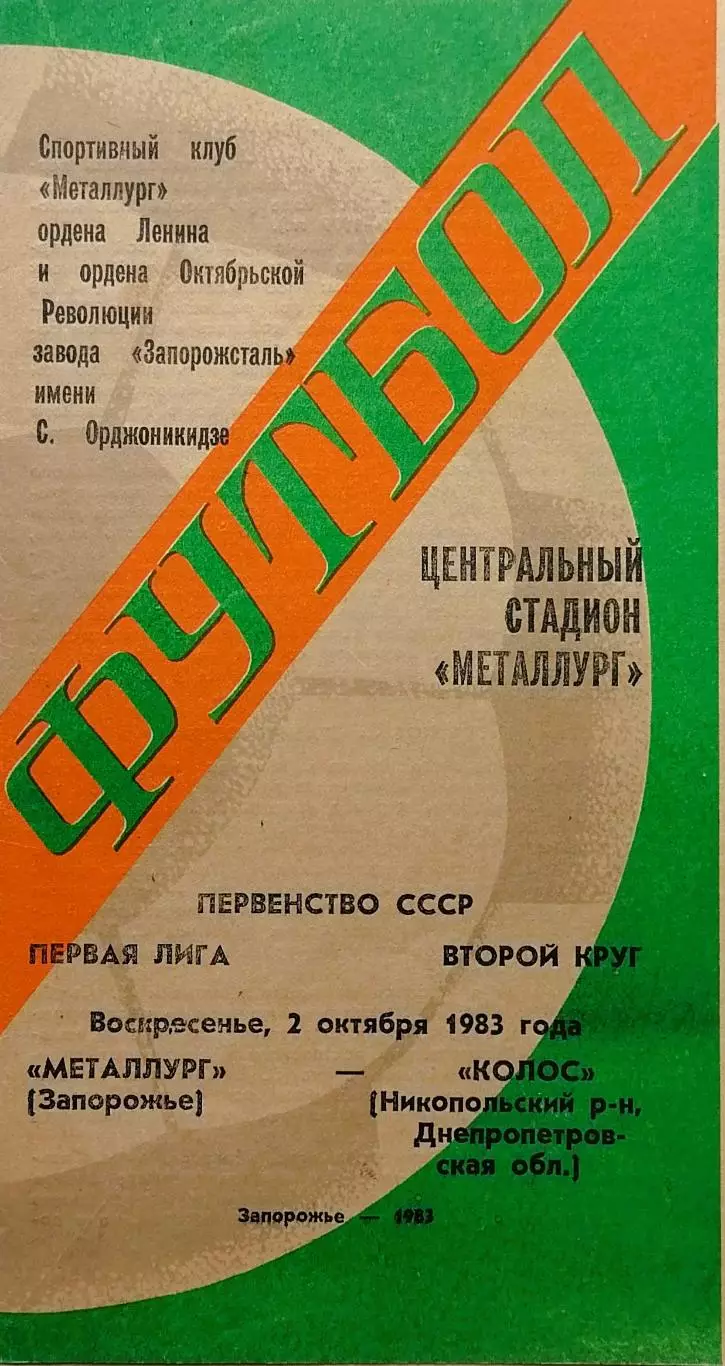 Спортивный клуб
«Металлург»
ордена Ленина
и ордена Октябрьской
Революции
завода «Запорожсталь»
имени
С. Орджоникидзе
ФУТБОЛ
ЦЕНТРАЛЬНЫЙ
СТАДИОН
«МЕТАЛЛУРГ»
ПЕРВЕНСТВО СССР
ПЕРВАЯ ЛИГА ВТОРОЙ КРУГ
Воскресенье, 2 октября 1983 года
«МЕТАЛЛУРГ» — «КОЛОС»
(Запорожье) (Никопольский р-н,
Днепропетров-
ская обл.)
Запорожье — 1983